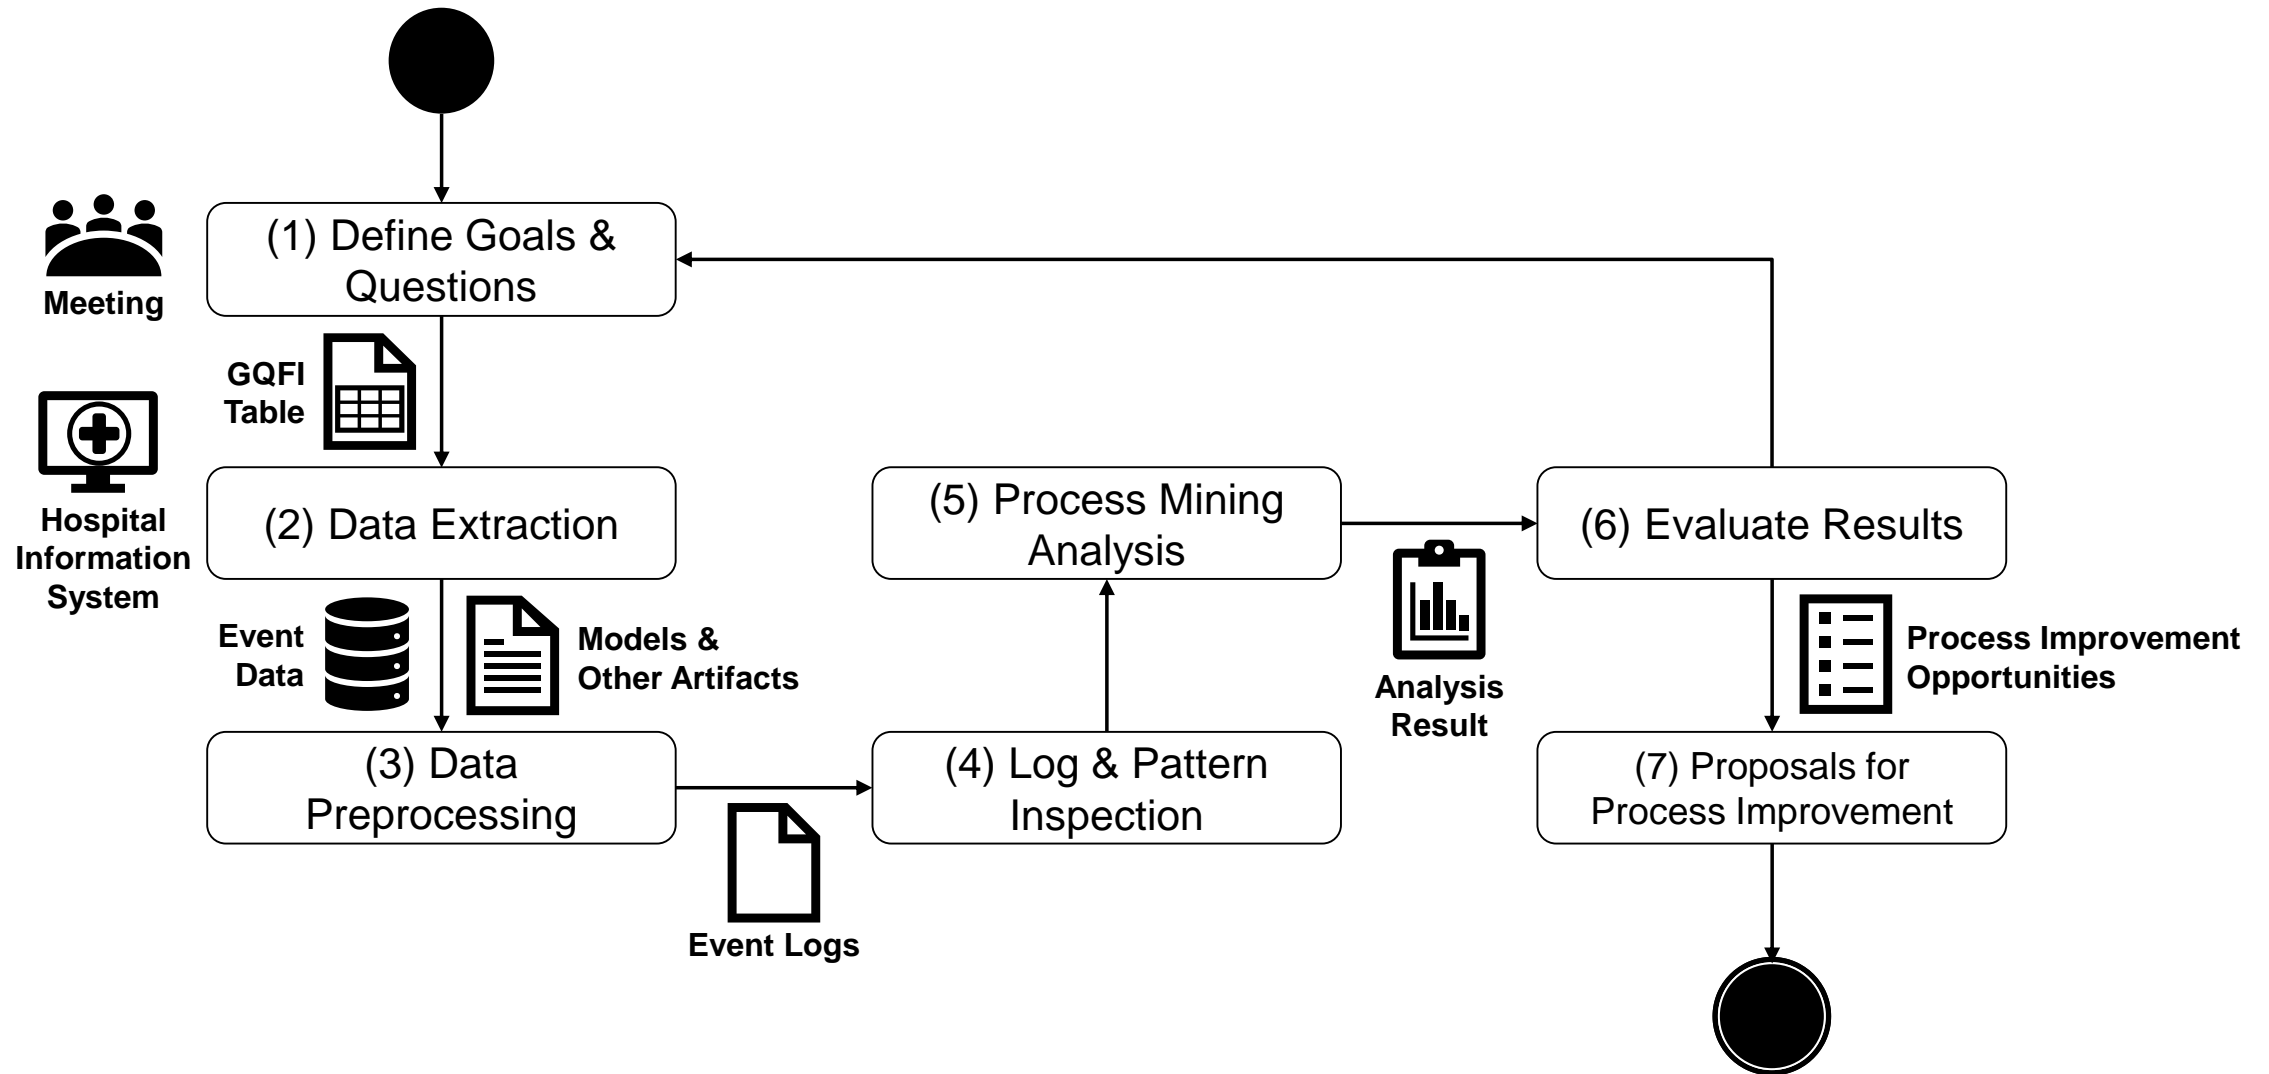 (1) Define Goals &
Questions
Meeting
GQFI
Table
Hospital
Information
System
(2) Data Extraction
Event
Data
Models &
Other Artifacts
(3) Data
Preprocessing
Event Logs
(4) Log & Pattern
Inspection
(5) Process Mining
Analysis
Analysis
Result
(6) Evaluate Results
Process Improvement
Opportunities
(7) Proposals for
Process Improvement